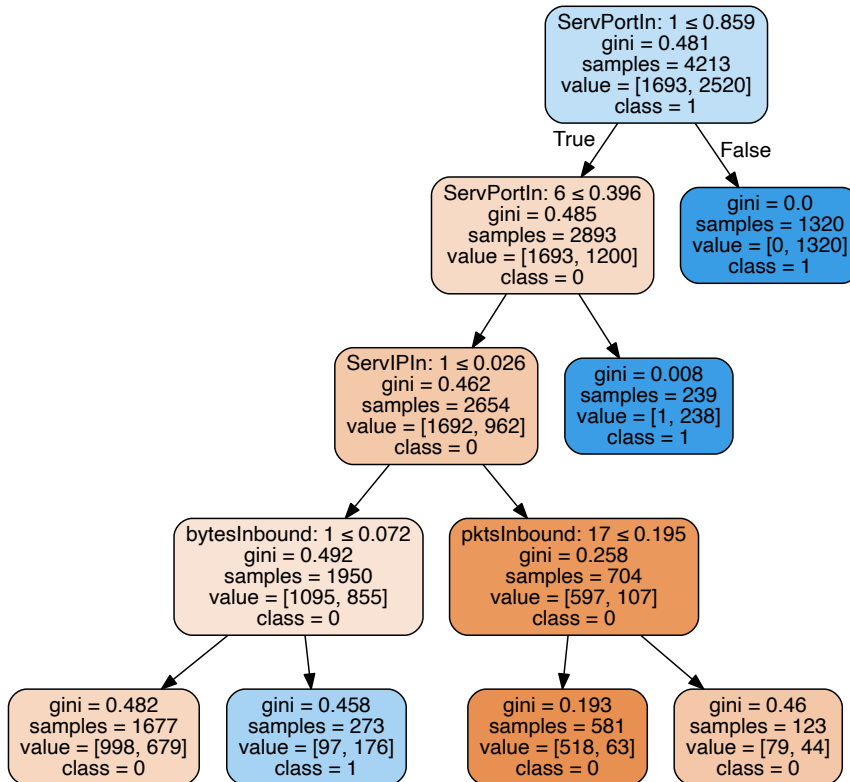 ServPortIn: 1 ≤ 0.859
gini = 0.481
samples = 4213
value = [1693, 2520]
class = 1
True
False
ServPortIn: 6 ≤ 0.396
gini = 0.485
samples = 2893
value = [1693, 1200]
class = 0
gini = 0.0
samples = 1320
value = [0, 1320]
class = 1
ServIPIn: 1 ≤ 0.026
gini = 0.462
samples = 2654
value = [1692, 962]
class = 0
gini = 0.008
samples = 239
value = [1, 238]
class = 1
bytesInbound: 1 ≤ 0.072
gini = 0.492
samples = 1950
value = [1095, 855]
class = 0
pktsInbound: 17 ≤ 0.195
gini = 0.258
samples = 704
value = [597, 107]
class = 0
gini = 0.482
samples = 1677
value = [998, 679]
class = 0
gini = 0.458
samples = 273
value = [97, 176]
class = 1
gini = 0.193
samples = 581
value = [518, 63]
class = 0
gini = 0.46
samples = 123
value = [79, 44]
class = 0